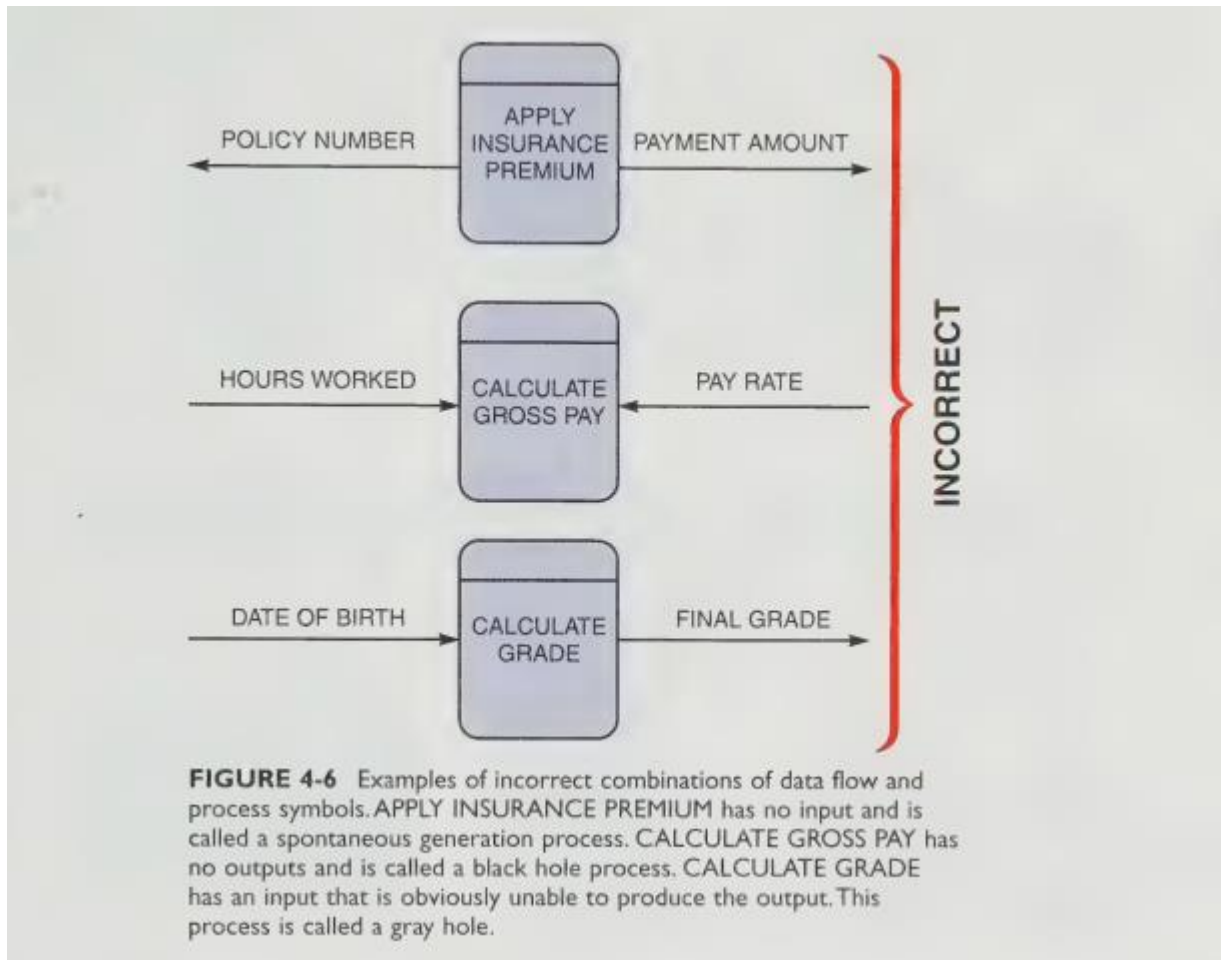 APPLY
INSURANCE
PREMIUM
POLICY NUMBER
PAYMENT AMOUNT
HOURS WORKED
CALCULATE
GROSS PAY
PAY RATE
DATE OF BIRTH
CALCULATE
GRADE
FINAL GRADE
INCORRECT
FIGURE 4-6 Examples of incorrect combinations of data flow and
process symbols. APPLY INSURANCE PREMIUM has no input and is
called a spontaneous generation process. CALCULATE GROSS PAY has
no outputs and is called a black hole process. CALCULATE GRADE
has an input that is obviously unable to produce the output. This
process is called a gray hole.